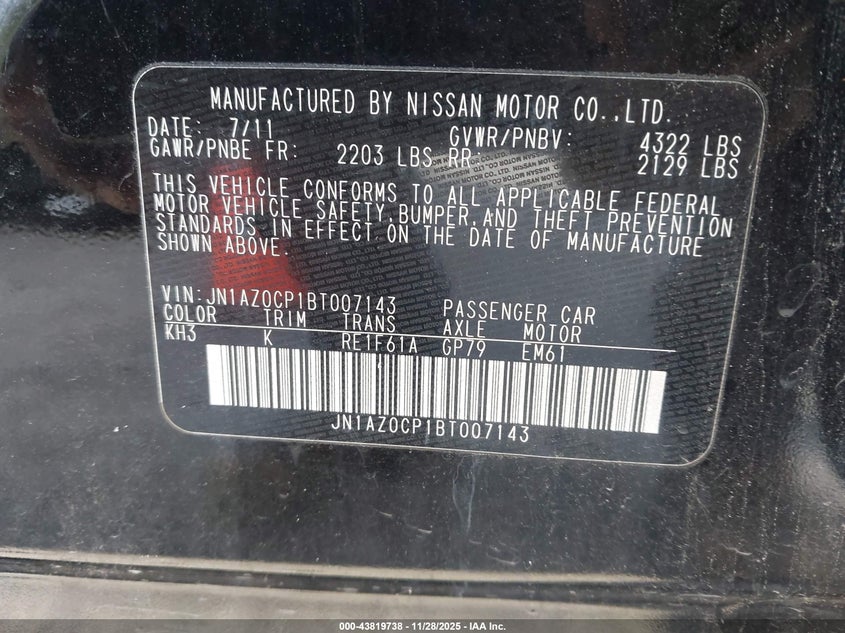 MANUFACTURED BY NISSAN MOTOR CO.,LTD.
DATE: 7/11 GVWR/PNBV: 4322 LBS
GAWR/PNBE FR: 2203 LBS RR: 2129 LBS
THIS VEHICLE CONFORMS TO ALL APPLICABLE FEDERAL
MOTOR VEHICLE SAFETY,BUMPER,AND THEFT PREVENTION
STANDARDS IN EFFECT ON THE DATE OF MANUFACTURE
SHOWN ABOVE.
VIN:JN1AZ0CP1BT007143 PASSENGER CAR
COLOR TRIM TRANS AXLE MOTOR
KH3 K RE1F61A GP79 EM61
JN1AZ0CP1BT007143
000-43819738 - 11/28/2025 - IAA Inc.